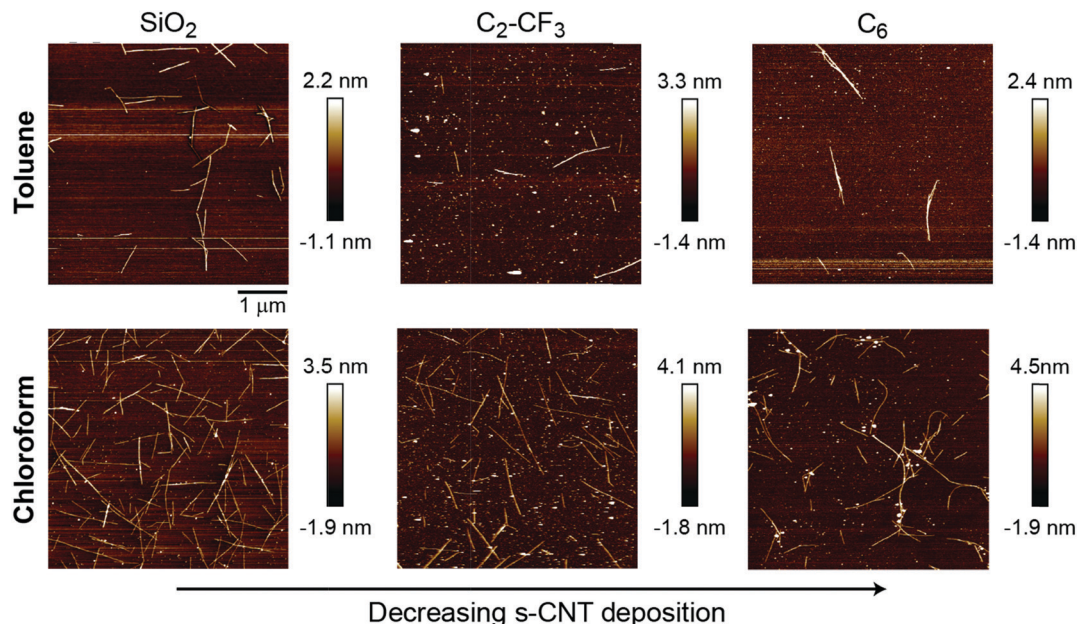 SiO₂
C₂-CF₃
C₆
Toluene
2.2 nm
-1.1 nm
3.3 nm
-1.4 nm
2.4 nm
-1.4 nm
1 μm
Chloroform
3.5 nm
-1.9 nm
4.1 nm
-1.8 nm
4.5nm
-1.9 nm
Decreasing s-CNT deposition